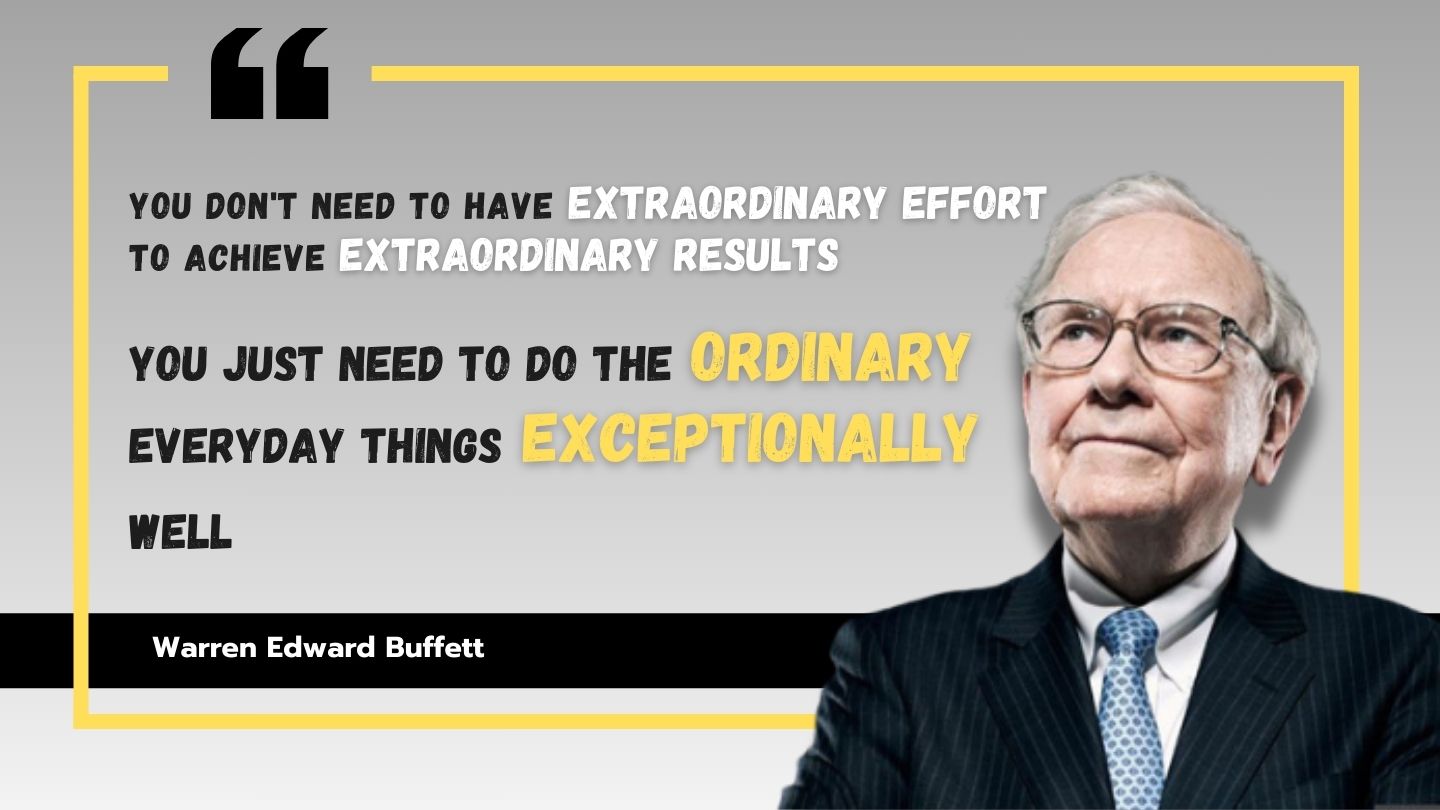 “
YOU DON'T NEED TO HAVE EXTRAORDINARY EFFORT
TO ACHIEVE EXTRAORDINARY RESULTS
YOU JUST NEED TO DO THE ORDINARY
EVERYDAY THINGS EXCEPTIONALLY
WELL
Warren Edward Buffett